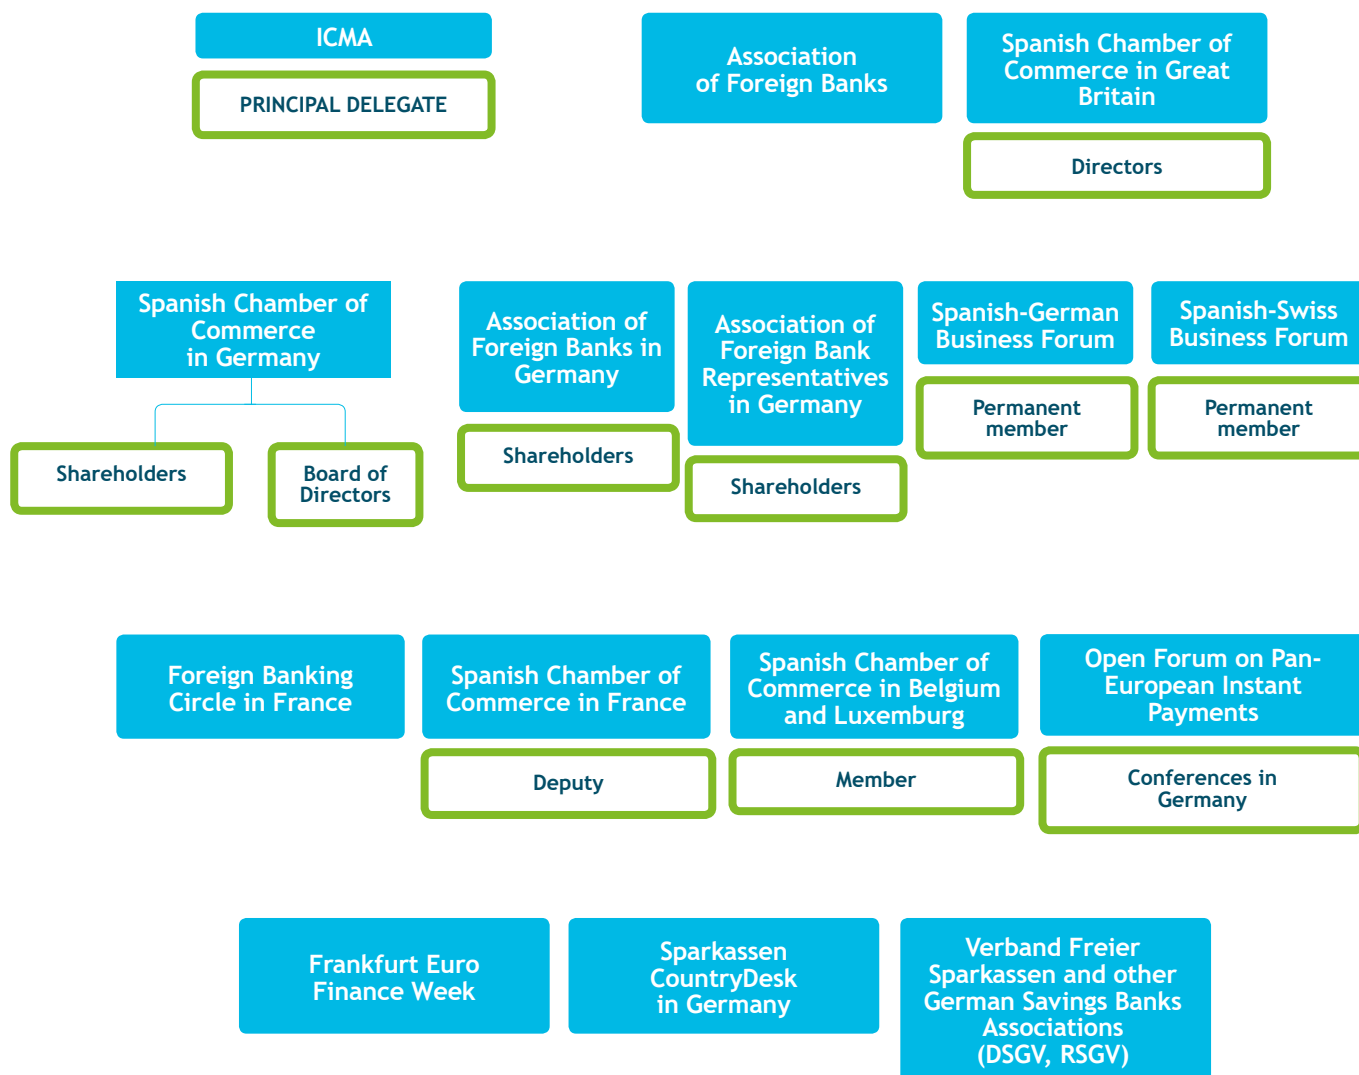 ICMA
PRINCIPAL DELEGATE
Association
of Foreign Banks
Spanish Chamber of
Commerce in Great
Britain
Directors
Spanish Chamber of
Commerce
in Germany
Shareholders
Board of
Directors
Association of
Foreign Banks in
Germany
Shareholders
Association of
Foreign Bank
Representatives
in Germany
Shareholders
Spanish-German
Business Forum
Permanent
member
Spanish-Swiss
Business Forum
Permanent
member
Foreign Banking
Circle in France
Spanish Chamber of
Commerce in France
Deputy
Spanish Chamber of
Commerce in Belgium
and Luxemburg
Member
Open Forum on Pan-
European Instant
Payments
Conferences in
Germany
Frankfurt Euro
Finance Week
Sparkassen
CountryDesk
in Germany
Verband Freier
Sparkassen and other
German Savings Banks
Associations
(DSGV, RSGV)